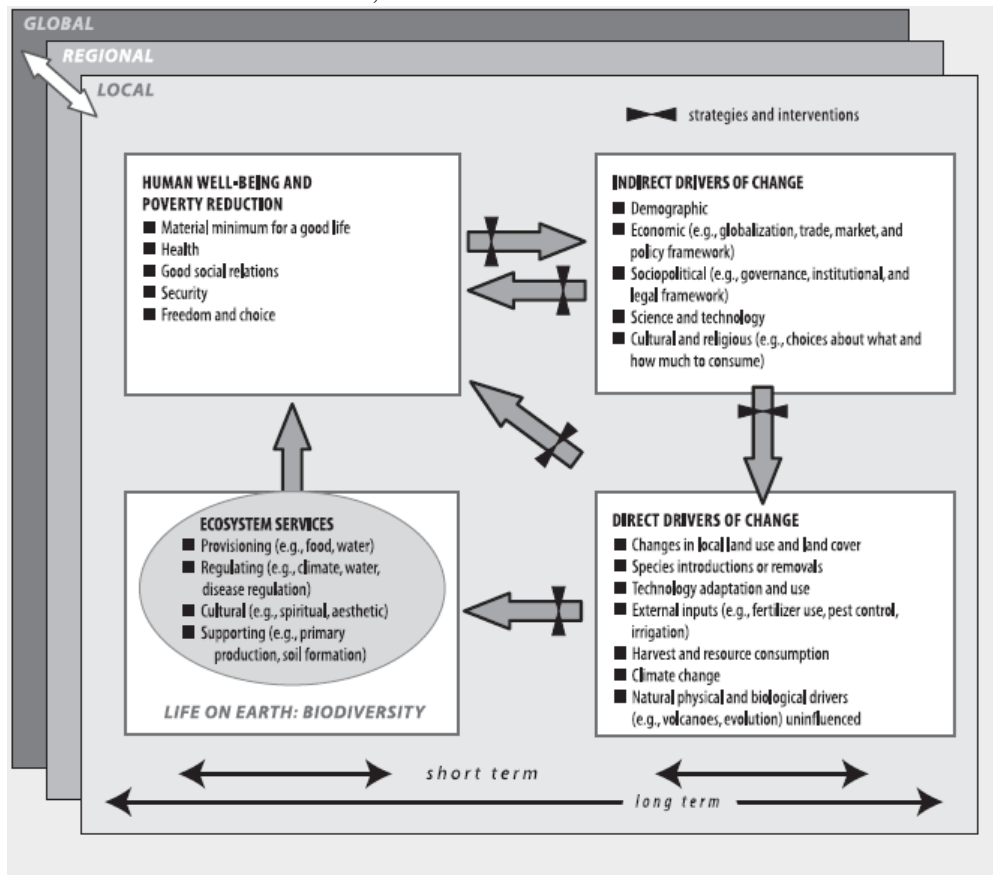 GLOBAL
REGIONAL
LOCAL
strategies and interventions
HUMAN WELL-BEING AND
POVERTY REDUCTION
■ Material minimum for a good life
■ Health
■ Good social relations
■ Security
■ Freedom and choice
INDIRECT DRIVERS OF CHANGE
■ Demographic
■ Economic (e.g., globalization, trade, market, and
policy framework)
■ Sociopolitical (e.g., governance, institutional, and
legal framework)
■ Science and technology
■ Cultural and religious (e.g., choices about what and
how much to consume)
ECOSYSTEM SERVICES
■ Provisioning (e.g., food, water)
■ Regulating (e.g., climate, water,
disease regulation)
■ Cultural (e.g., spiritual, aesthetic)
■ Supporting (e.g., primary
production, soil formation)
LIFE ON EARTH: BIODIVERSITY
DIRECT DRIVERS OF CHANGE
■ Changes in local land use and land cover
■ Species introductions or removals
■ Technology adaptation and use
■ External inputs (e.g., fertilizer use, pest control,
irrigation)
■ Harvest and resource consumption
■ Climate change
■ Natural physical and biological drivers
(e.g., volcanoes, evolution) uninfluenced
short term
long term